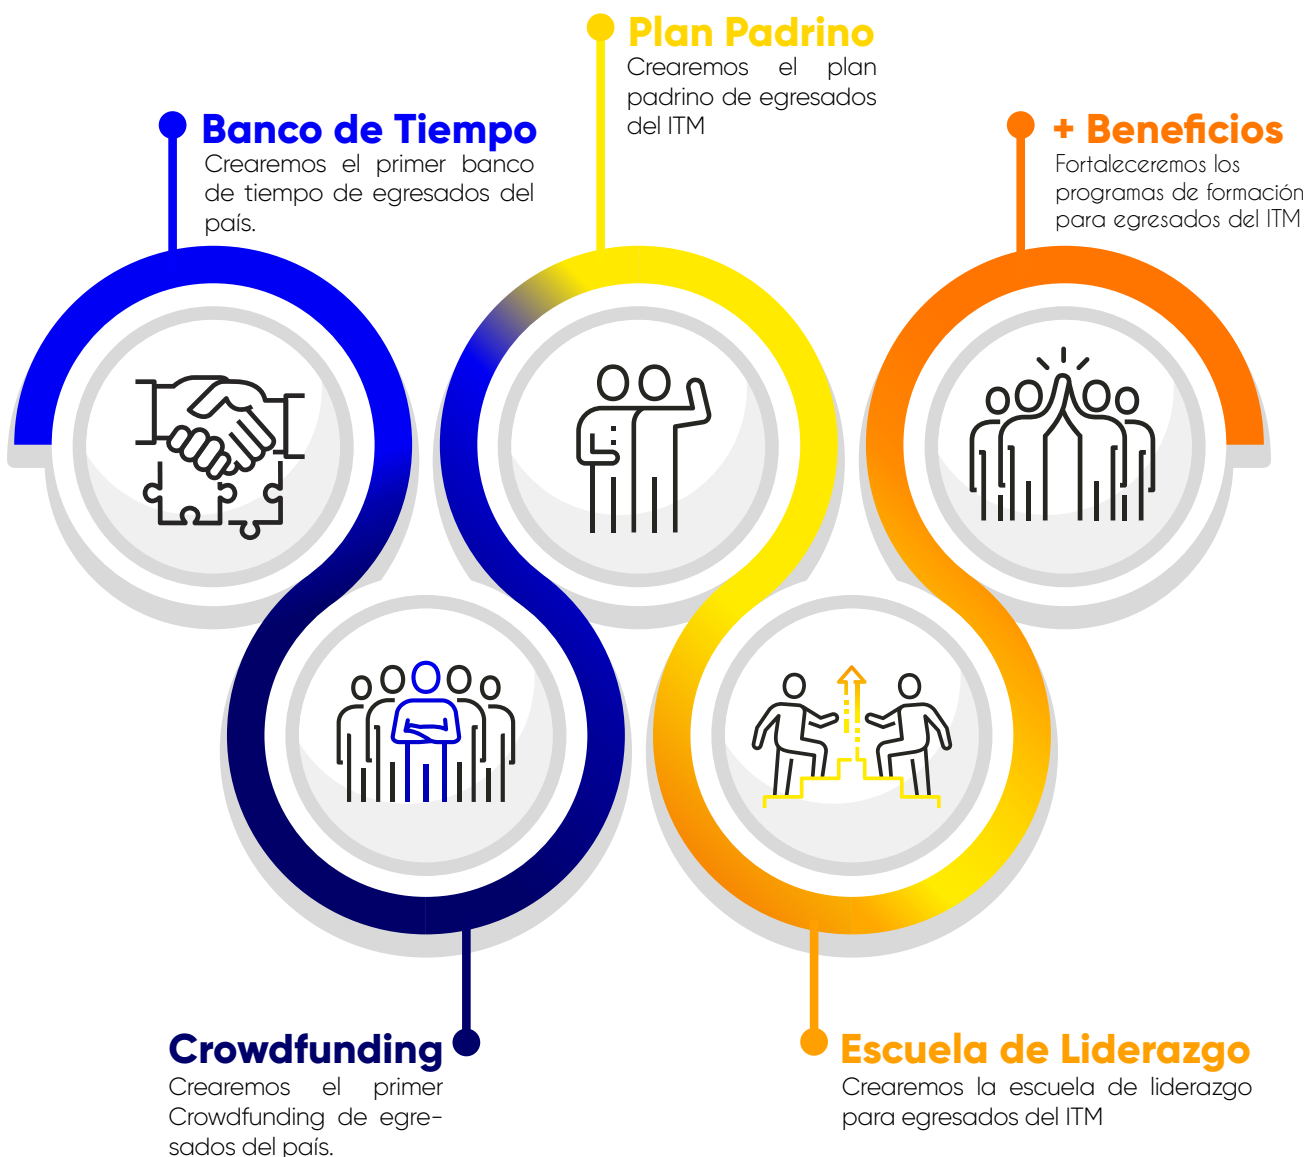 Plan Padrino
Crearemos el plan
padrino de egresados
del ITM
Banco de Tiempo
Crearemos el primer banco
de tiempo de egresados del
país.
+ Beneficios
Fortaleceremos los
programas de formación
para egresados del ITM
Crowdfunding
Crearemos el primer
Crowdfunding de egre-
sados del país.
Escuela de Liderazgo
Crearemos la escuela de liderazgo
para egresados del ITM